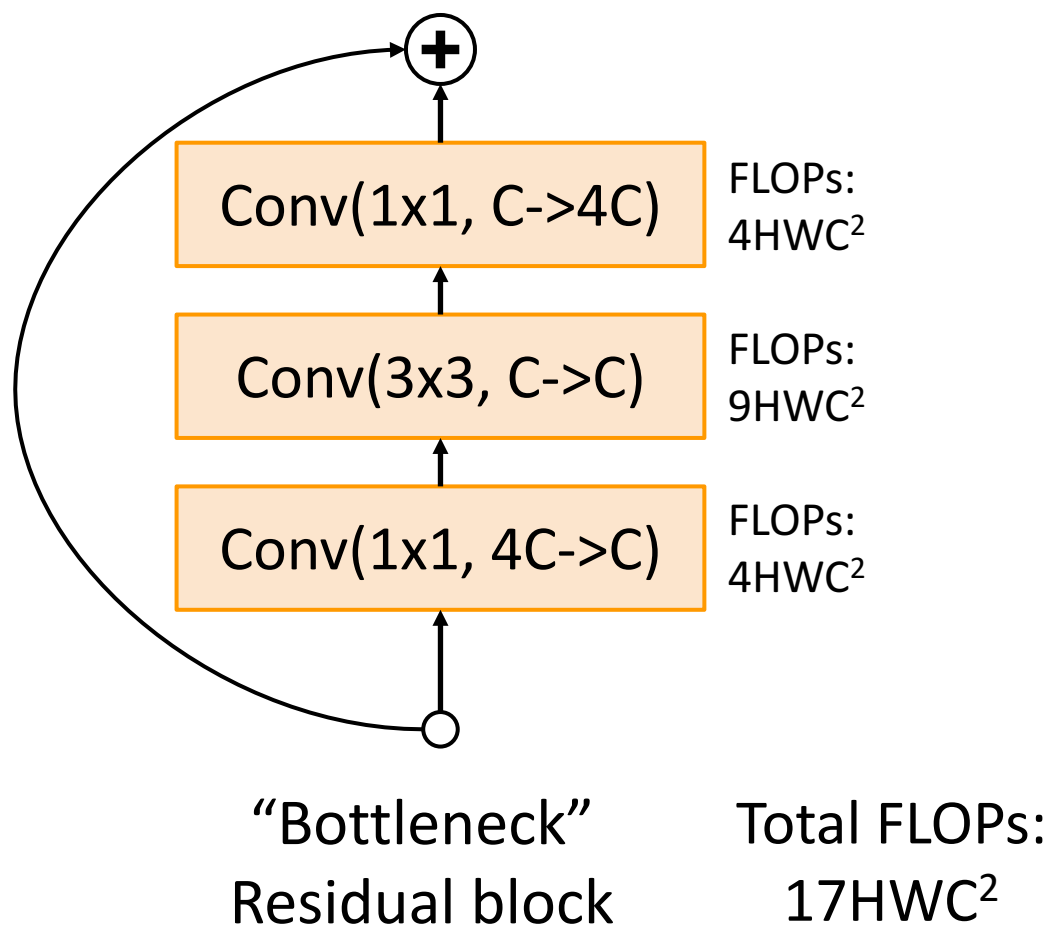 +
Conv(1x1, C->4C)
FLOPs:
4HWC²
Conv(3x3, C->C)
FLOPs:
9HWC²
Conv(1x1, 4C->C)
FLOPs:
4HWC²
“Bottleneck”
Residual block
Total FLOPs:
17HWC²